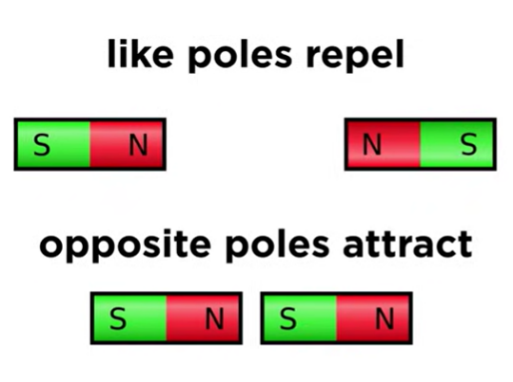 like poles repel
S N N S
opposite poles attract
S N S N